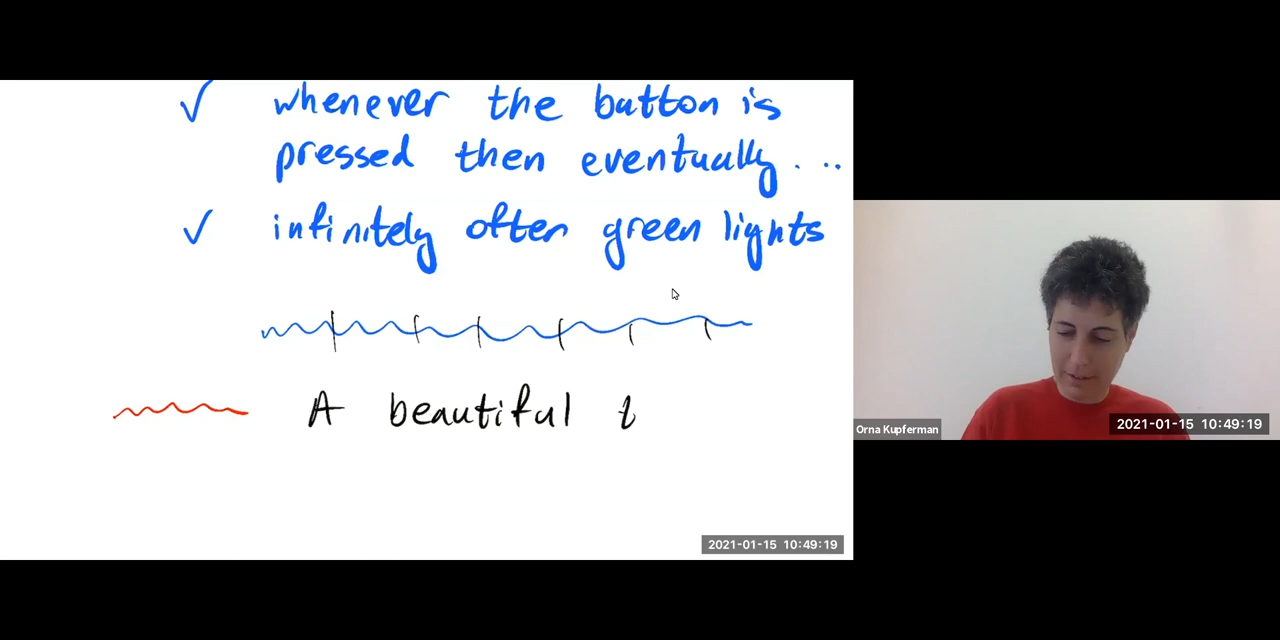 ✓ whenever the button is
pressed then eventually...
✓ infinitely often green lights
A beautiful t
Orna Kupferman
2021-01-15 10:49:19
2021-01-15 10:49:19